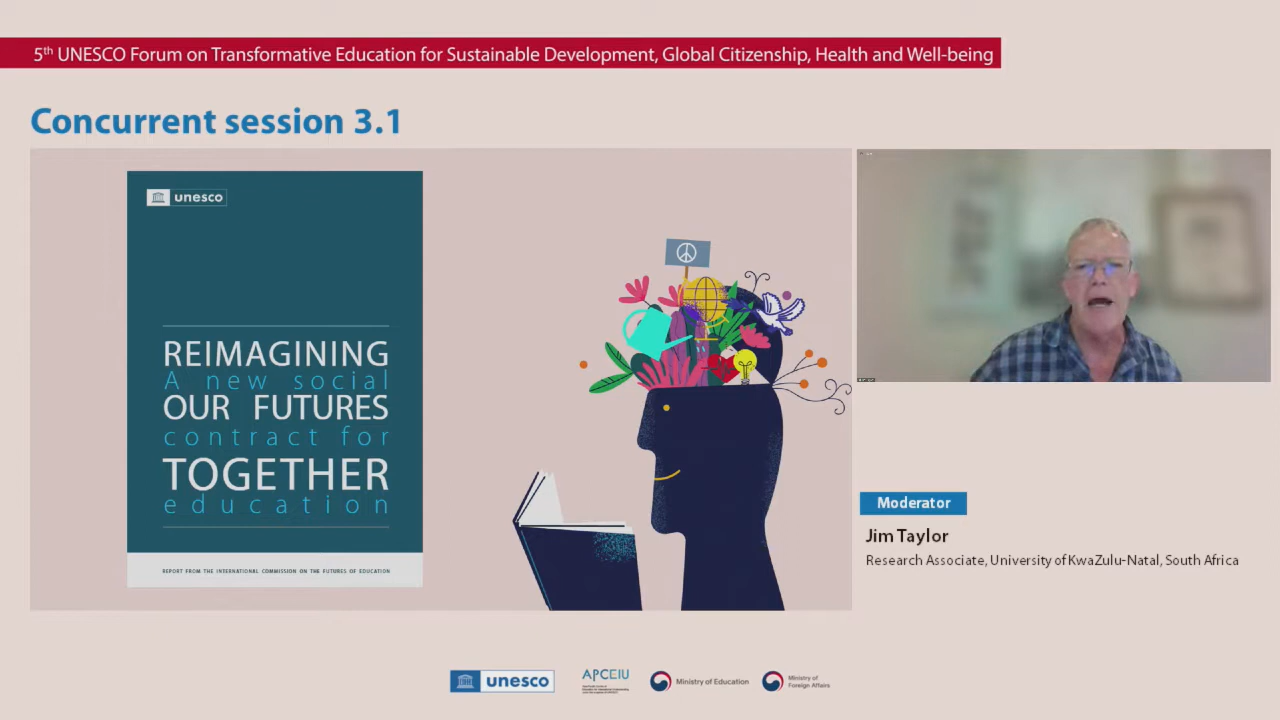 5th UNESCO Forum on Transformative Education for Sustainable Development, Global Citizenship, Health and Well-being
Concurrent session 3.1
unesco
REIMAGINING
A new social
OUR FUTURES
contract for
TOGETHER
education
REPORT FROM THE INTERNATIONAL COMMISSION ON THE FUTURES OF EDUCATION
Moderator
Jim Taylor
Research Associate, University of KwaZulu-Natal, South Africa
unesco
APCEIU
Ministry of Education
Ministry of
Foreign Affairs